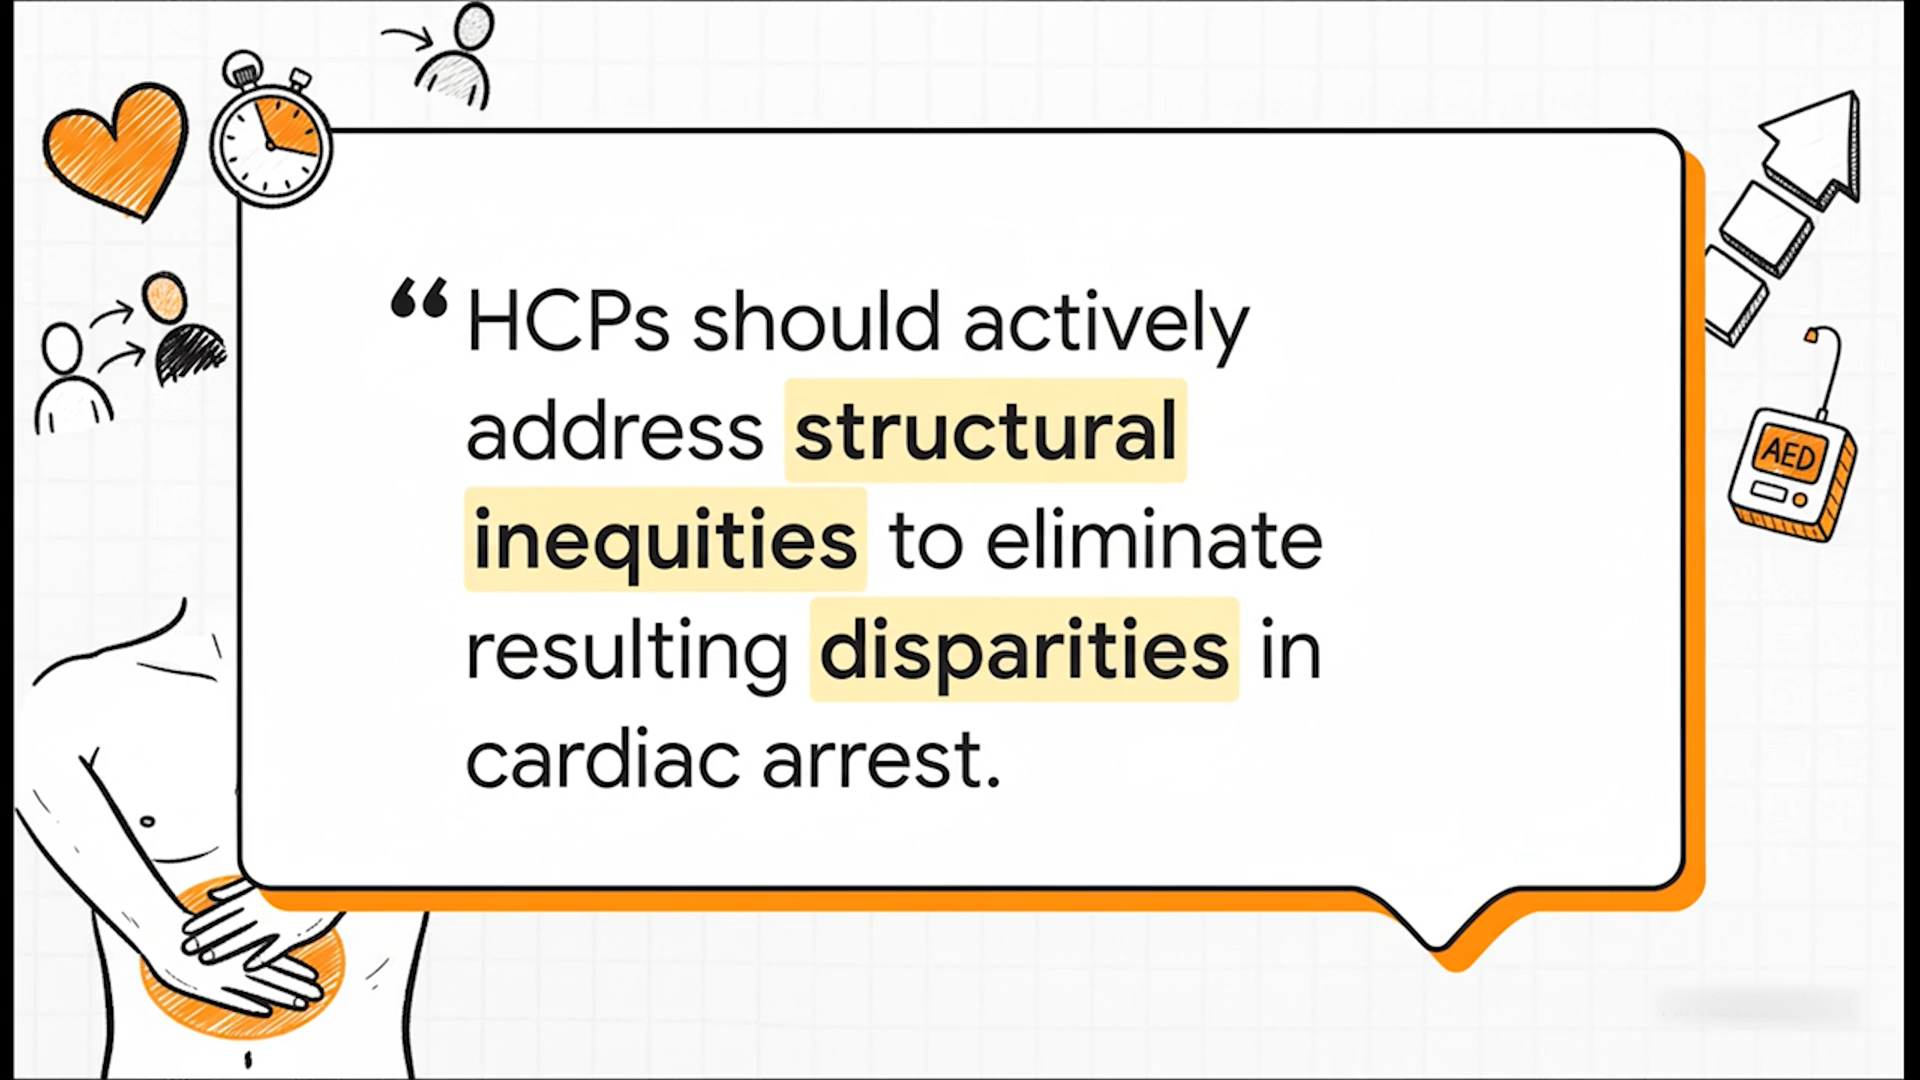 “HCPs should actively
address structural
inequities to eliminate
resulting disparities in
cardiac arrest.
AED